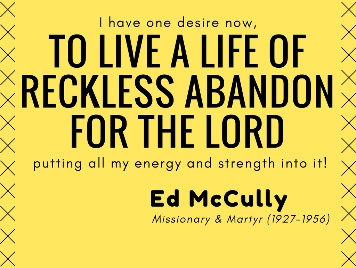 I have one desire now,
TO LIVE A LIFE OF
RECKLESS ABANDON
FOR THE LORD
putting all my energy and strength into it!
Ed McCully
Missionary & Martyr (1927-1956)